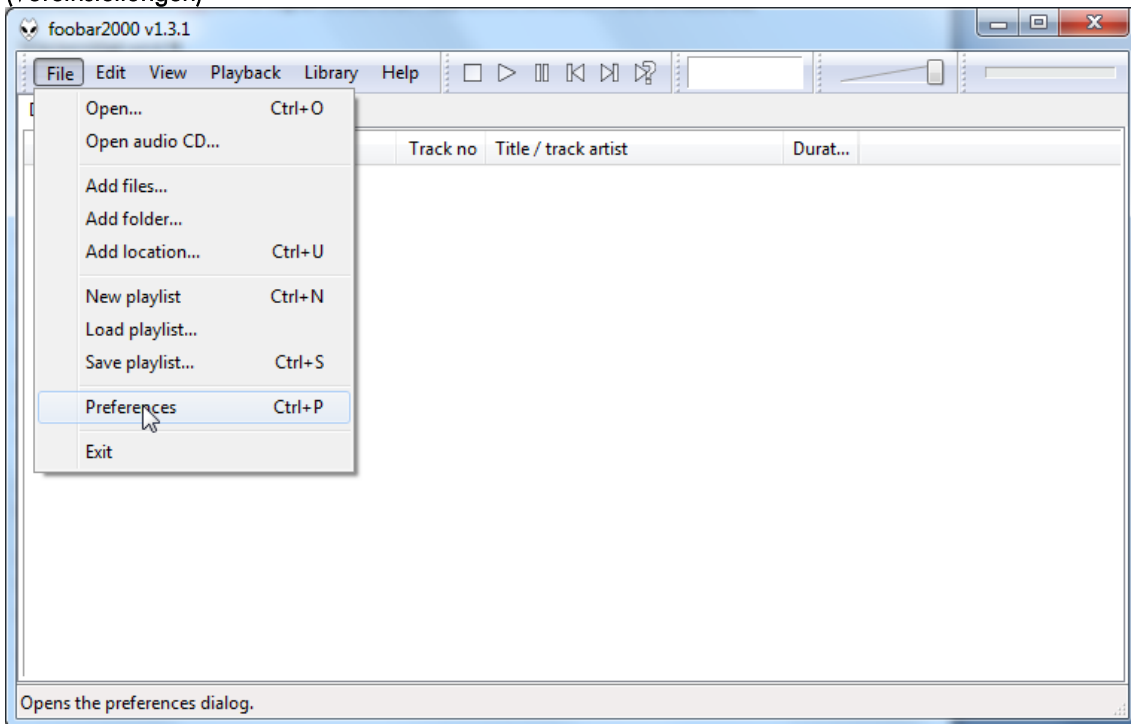 (Voreinstellungen)
foobar2000 v1.3.1
File Edit View Playback Library Help
Open... Ctrl+O
Open audio CD...
Track no Title / track artist Durat...
Add files...
Add folder...
Add location... Ctrl+U
New playlist Ctrl+N
Load playlist...
Save playlist... Ctrl+S
Preferences Ctrl+P
Exit
Opens the preferences dialog.